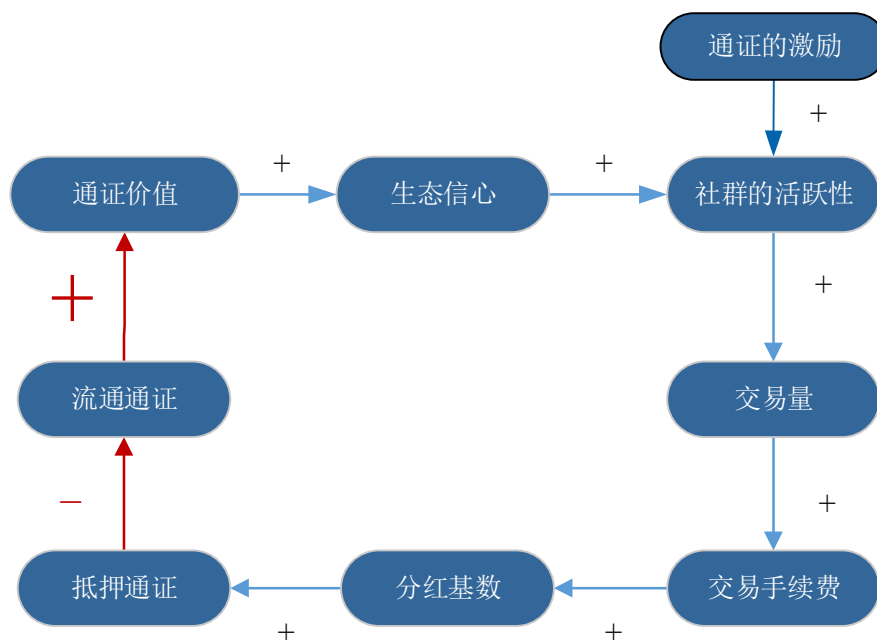 通证的激励
+
通证价值
+
生态信心
+
社群的活跃性
+
+
流通通证
交易量
−
+
抵押通证
分红基数
交易手续费
+
+